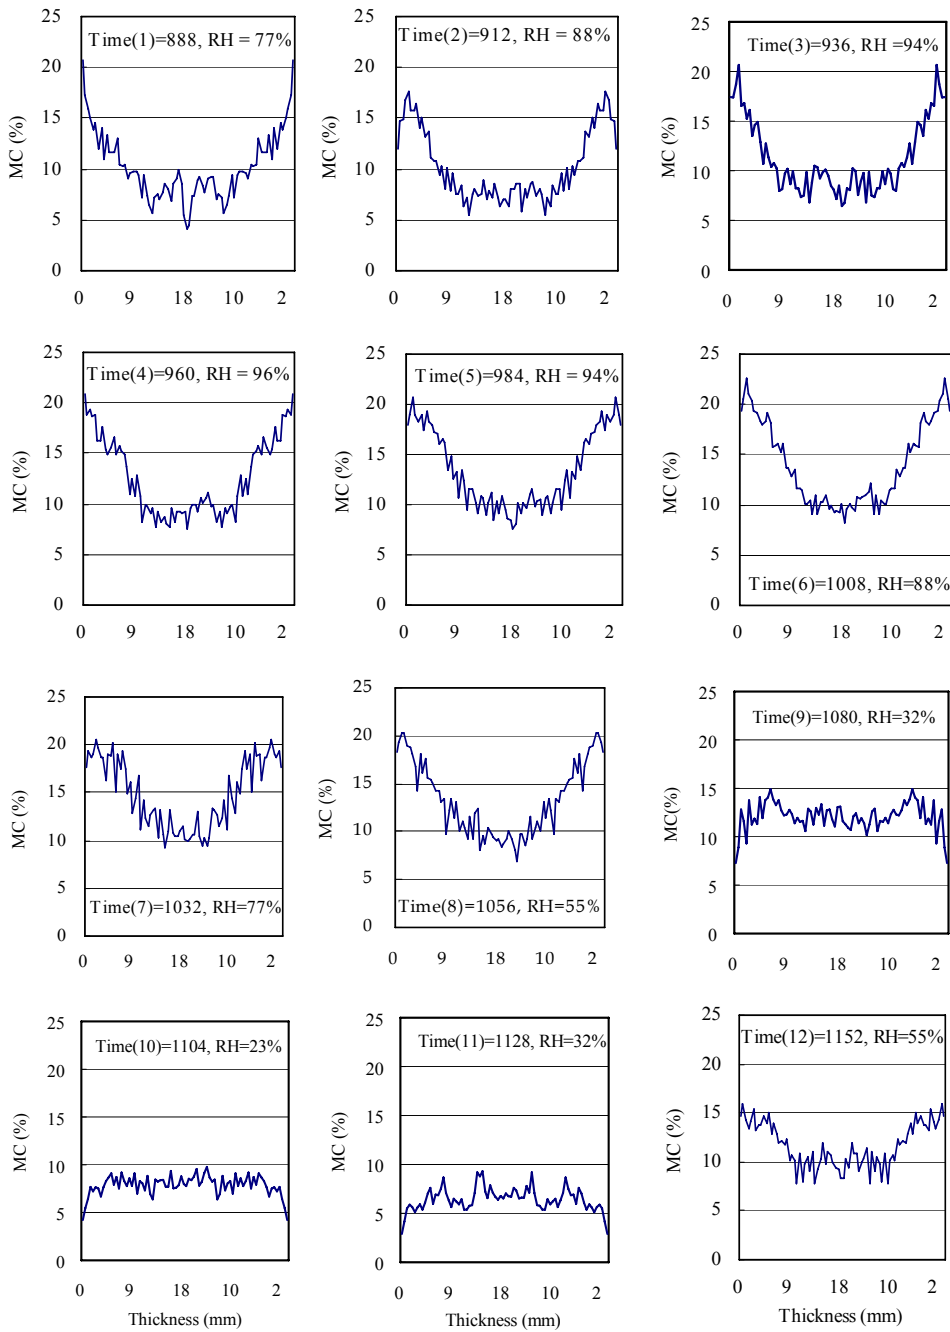 25
Time(1)=888, RH = 77%
20
15
10
5
0
MC (%)
0 9 18 10 2
25
Time(2)=912, RH = 88%
20
15
10
5
0
MC (%)
0 9 18 10 2
25
Time(3)=936, RH = 94%
20
15
10
5
0
MC (%)
0 9 18 10 2
25
Time(4)=960, RH = 96%
20
15
10
5
0
MC (%)
0 9 18 10 2
25
Time(5)=984, RH = 94%
20
15
10
5
0
MC (%)
0 9 18 10 2
25
20
15
10
5
Time(6)=1008, RH=88%
0
MC (%)
0 9 18 10 2
25
20
15
10
5
Time(7)=1032, RH=77%
0
MC (%)
0 9 18 10 2
25
20
15
10
5
Time(8)=1056, RH=55%
0
MC (%)
0 9 18 10 2
25
Time(9)=1080, RH=32%
20
15
10
5
0
MC(%)
0 9 18 10 2
25
Time(10)=1104, RH=23%
20
15
10
5
0
MC (%)
0 9 18 10 2
Thickness (mm)
25
Time(11)=1128, RH=32%
20
15
10
5
0
MC (%)
0 9 18 10 2
Thickness (mm)
25
Time(12)=1152, RH=55%
20
15
10
5
0
MC (%)
0 9 18 10 2
Thickness (mm)